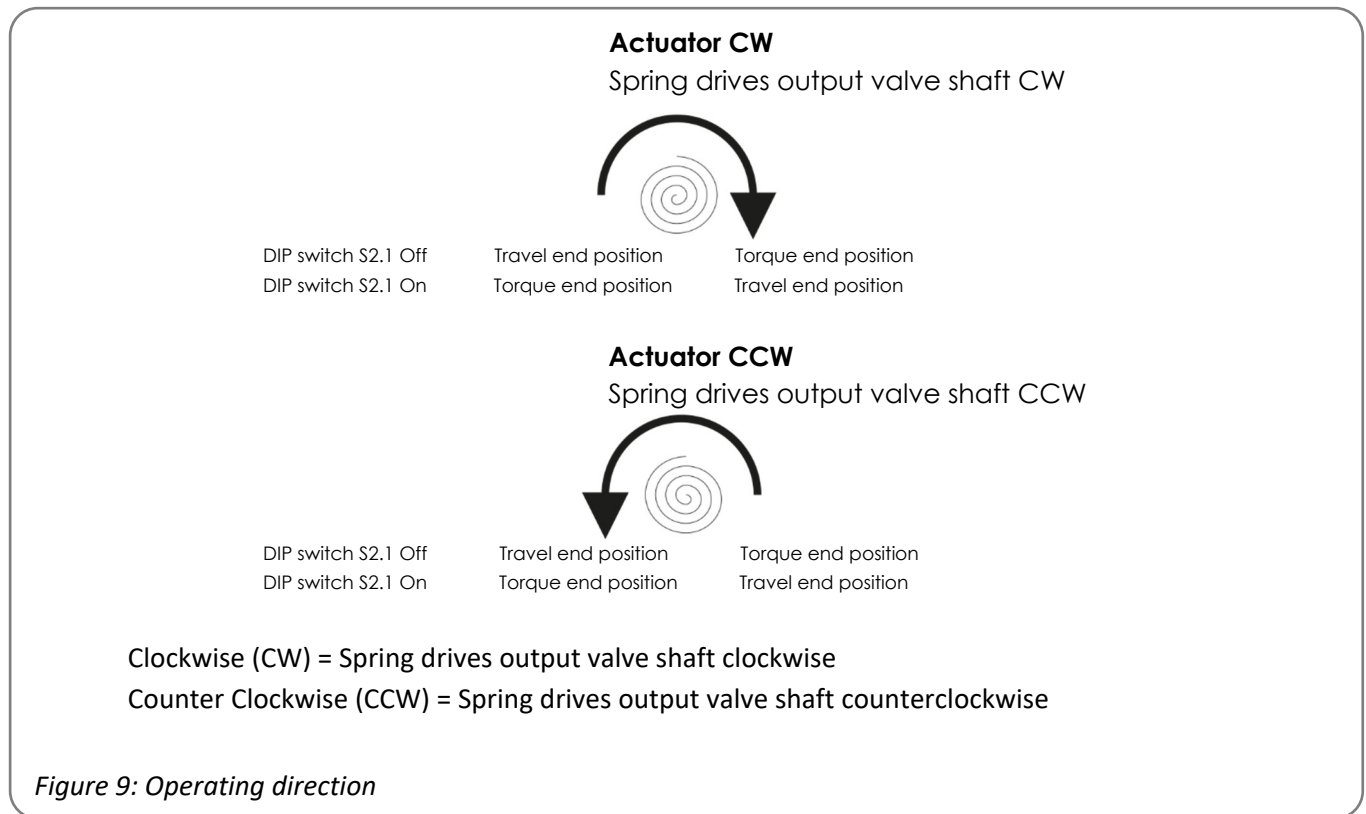 Actuator CW
Spring drives output valve shaft CW
DIP switch S2.1 Off Travel end position Torque end position
DIP switch S2.1 On Torque end position Travel end position
Actuator CCW
Spring drives output valve shaft CCW
DIP switch S2.1 Off Travel end position Torque end position
DIP switch S2.1 On Torque end position Travel end position
Clockwise (CW) = Spring drives output valve shaft clockwise
Counter Clockwise (CCW) = Spring drives output valve shaft counterclockwise
Figure 9: Operating direction